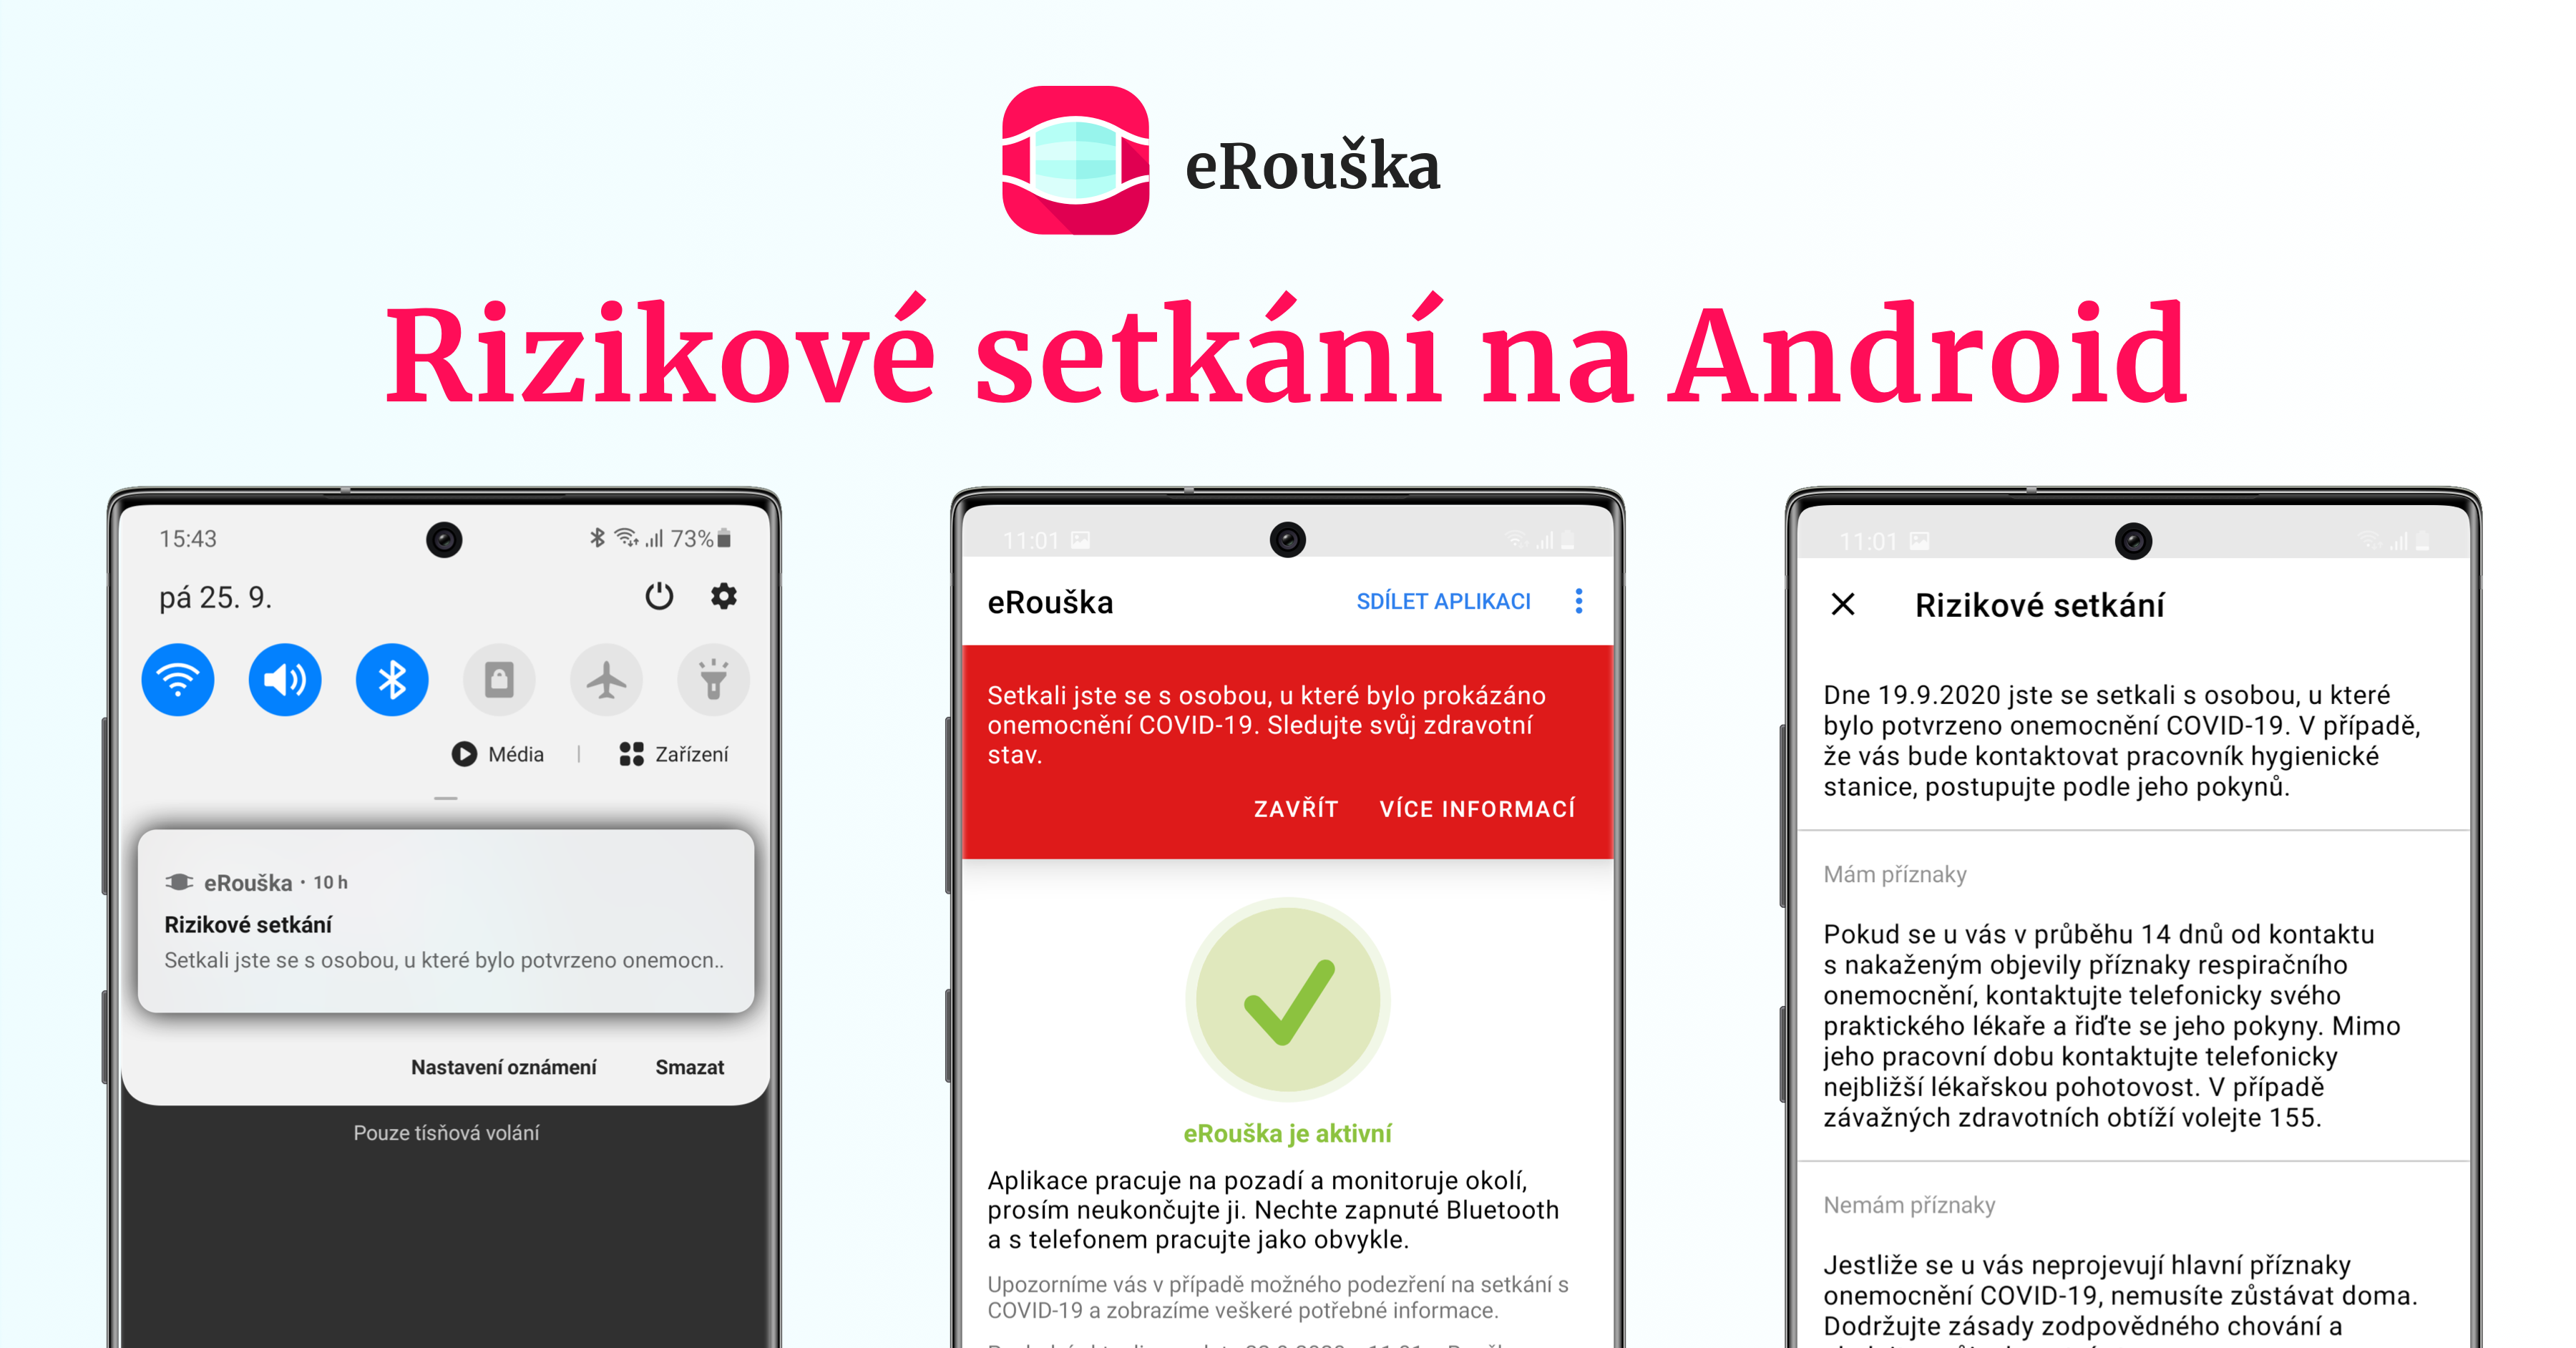 eRouška
Rizikové setkání na Android
15:43
73%
pá 25. 9.
Média | Zařízení
eRouška · 10 h
Rizikové setkání
Setkali jste se s osobou, u které bylo potvrzeno onemocn..
Nastavení oznámení Smazat
Pouze tísňová volání
11:01
eRouška SDÍLET APLIKACI
Setkali jste se s osobou, u které bylo prokázáno
onemocnění COVID-19. Sledujte svůj zdravotní
stav.
ZAVŘÍT VÍCE INFORMACÍ
eRouška je aktivní
Aplikace pracuje na pozadí a monitoruje okolí,
prosím neukončujte ji. Nechte zapnuté Bluetooth
a s telefonem pracujte jako obvykle.
Upozorníme vás v případě možného podezření na setkání s
COVID-19 a zobrazíme veškeré potřebné informace.
11:01
Rizikové setkání
Dne 19.9.2020 jste se setkali s osobou, u které
bylo potvrzeno onemocnění COVID-19. V případě,
že vás bude kontaktovat pracovník hygienické
stanice, postupujte podle jeho pokynů.
Mám příznaky
Pokud se u vás v průběhu 14 dnů od kontaktu
s nakaženým objevily příznaky respiračního
onemocnění, kontaktujte telefonicky svého
praktického lékaře a řiďte se jeho pokyny. Mimo
jeho pracovní dobu kontaktujte telefonicky
nejbližší lékařskou pohotovost. V případě
závažných zdravotních obtíží volejte 155.
Nemám příznaky
Jestliže se u vás neprojevují hlavní příznaky
onemocnění COVID-19, nemusíte zůstávat doma.
Dodržujte zásady zodpovědného chování a